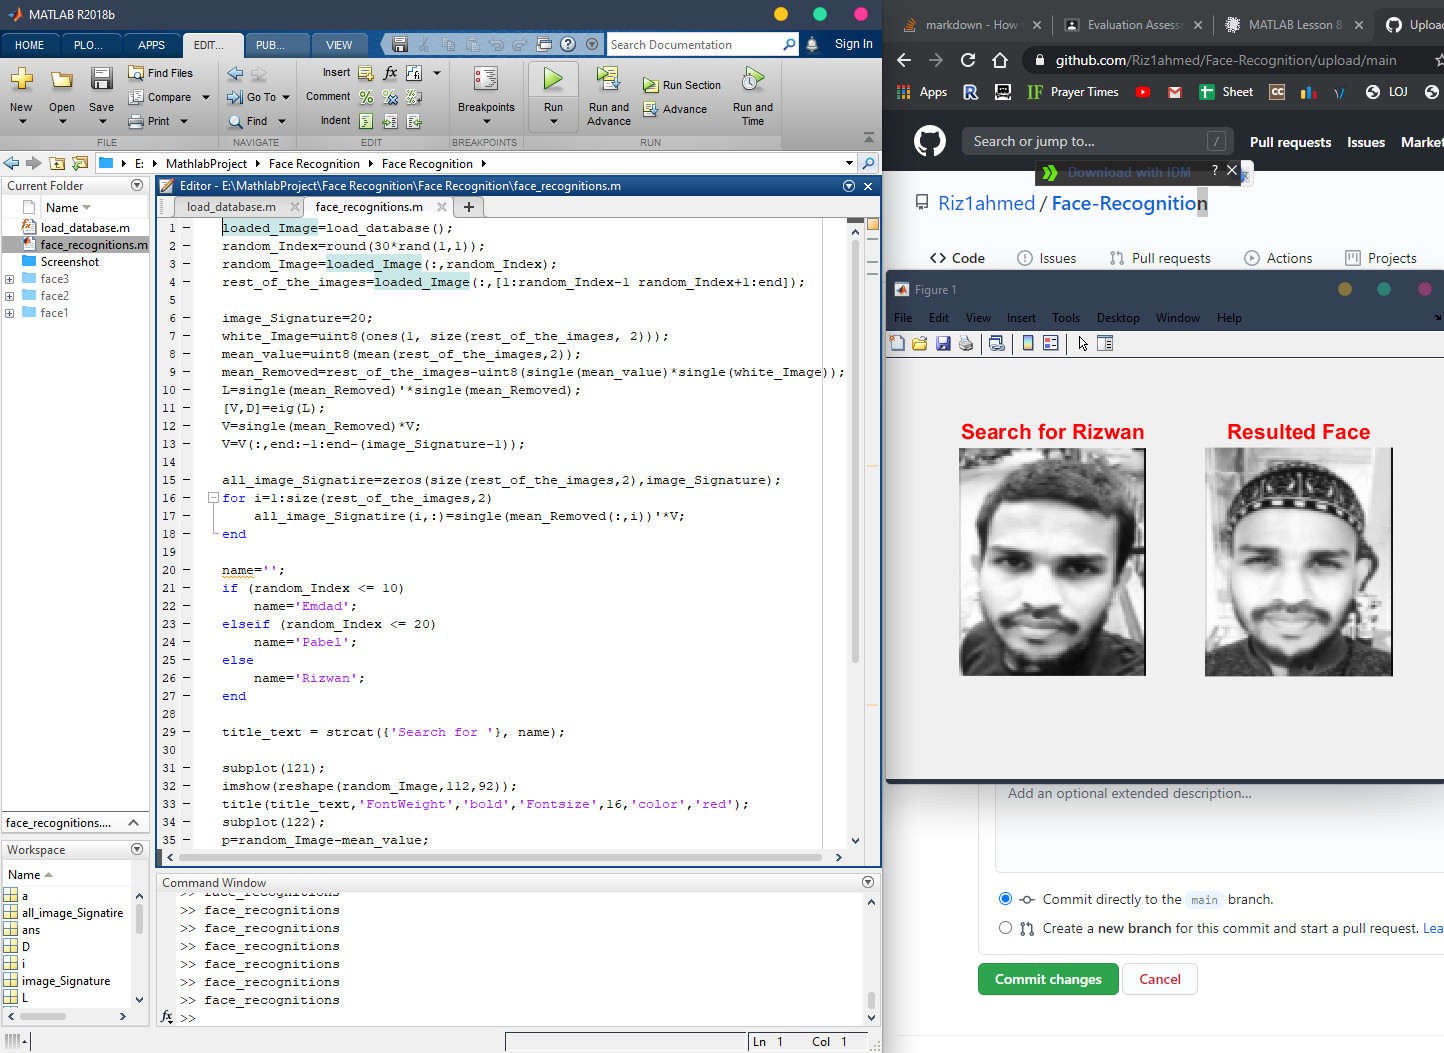 MATLAB R2018b
HOME PLO... APPS EDIT... PUB... VIEW
Search Documentation
Sign In
New Open Save
Find Files
Compare
Print
FILE
Go To
Find
NAVIGATE
Insert fx
Comment
Indent
EDIT
Breakpoints
BREAKPOINTS
Run
Run and Advance
Run Section
Advance
Run and Time
RUN
E: MathlabProject Face Recognition Face Recognition
Current Folder
Name
load_database.m
face_recognitions.m
Screenshot
face3
face2
face1
face_recognitions....
Workspace
Name
a
all_image_Signatire
ans
D
i
image_Signature
L
Editor - E:\MathlabProject\Face Recognition\Face Recognition\face_recognitions.m
load_database.m face_recognitions.m
1 loaded_Image=load_database();
2 random_Index=round(30*rand(1,1));
3 random_Image=loaded_Image(:,random_Index);
4 rest_of_the_images=loaded_Image(:,[1:random_Index-1 random_Index+1:end]);
5
6 image_Signature=20;
7 white_Image=uint8(ones(1, size(rest_of_the_images, 2)));
8 mean_value=uint8(mean(rest_of_the_images,2));
9 mean_Removed=rest_of_the_images-uint8(single(mean_value)*single(white_Image));
10 L=single(mean_Removed)'*single(mean_Removed);
11 [V,D]=eig(L);
12 V=single(mean_Removed)*V;
13 V=V(:,end:-1:end-(image_Signature-1));
14
15 all_image_Signatire=zeros(size(rest_of_the_images,2),image_Signature);
16 for i=1:size(rest_of_the_images,2)
17 all_image_Signatire(i,:)=single(mean_Removed(:,i))'*V;
18 end
19
20 name='';
21 if (random_Index <= 10)
22 name='Emdad';
23 elseif (random_Index <= 20)
24 name='Pabel';
25 else
26 name='Rizwan';
27 end
28
29 title_text = strcat({'Search for '}, name);
30
31 subplot(121);
32 imshow(reshape(random_Image,112,92));
33 title(title_text,'FontWeight','bold','Fontsize',16,'color','red');
34 subplot(122);
35 p=random_Image-mean_value;
Command Window
>> face_recognitions
>> face_recognitions
>> face_recognitions
>> face_recognitions
>> face_recognitions
>> face_recognitions
>> face_recognitions
fx >>
Ln 1 Col 1
markdown - How
Evaluation Assess
MATLAB Lesson 8
Uploa
github.com/Riz1ahmed/Face-Recognition/upload/main
Apps
Prayer Times
Sheet
LOJ
Search or jump to... /
Pull requests Issues Market
Download with IDM ?
Riz1ahmed / Face-Recognition
Code Issues Pull requests Actions Projects
Figure 1
File Edit View Insert Tools Desktop Window Help
Search for Rizwan
Resulted Face
Add an optional extended description...
Commit directly to the main branch.
Create a new branch for this commit and start a pull request. Lea
Commit changes Cancel